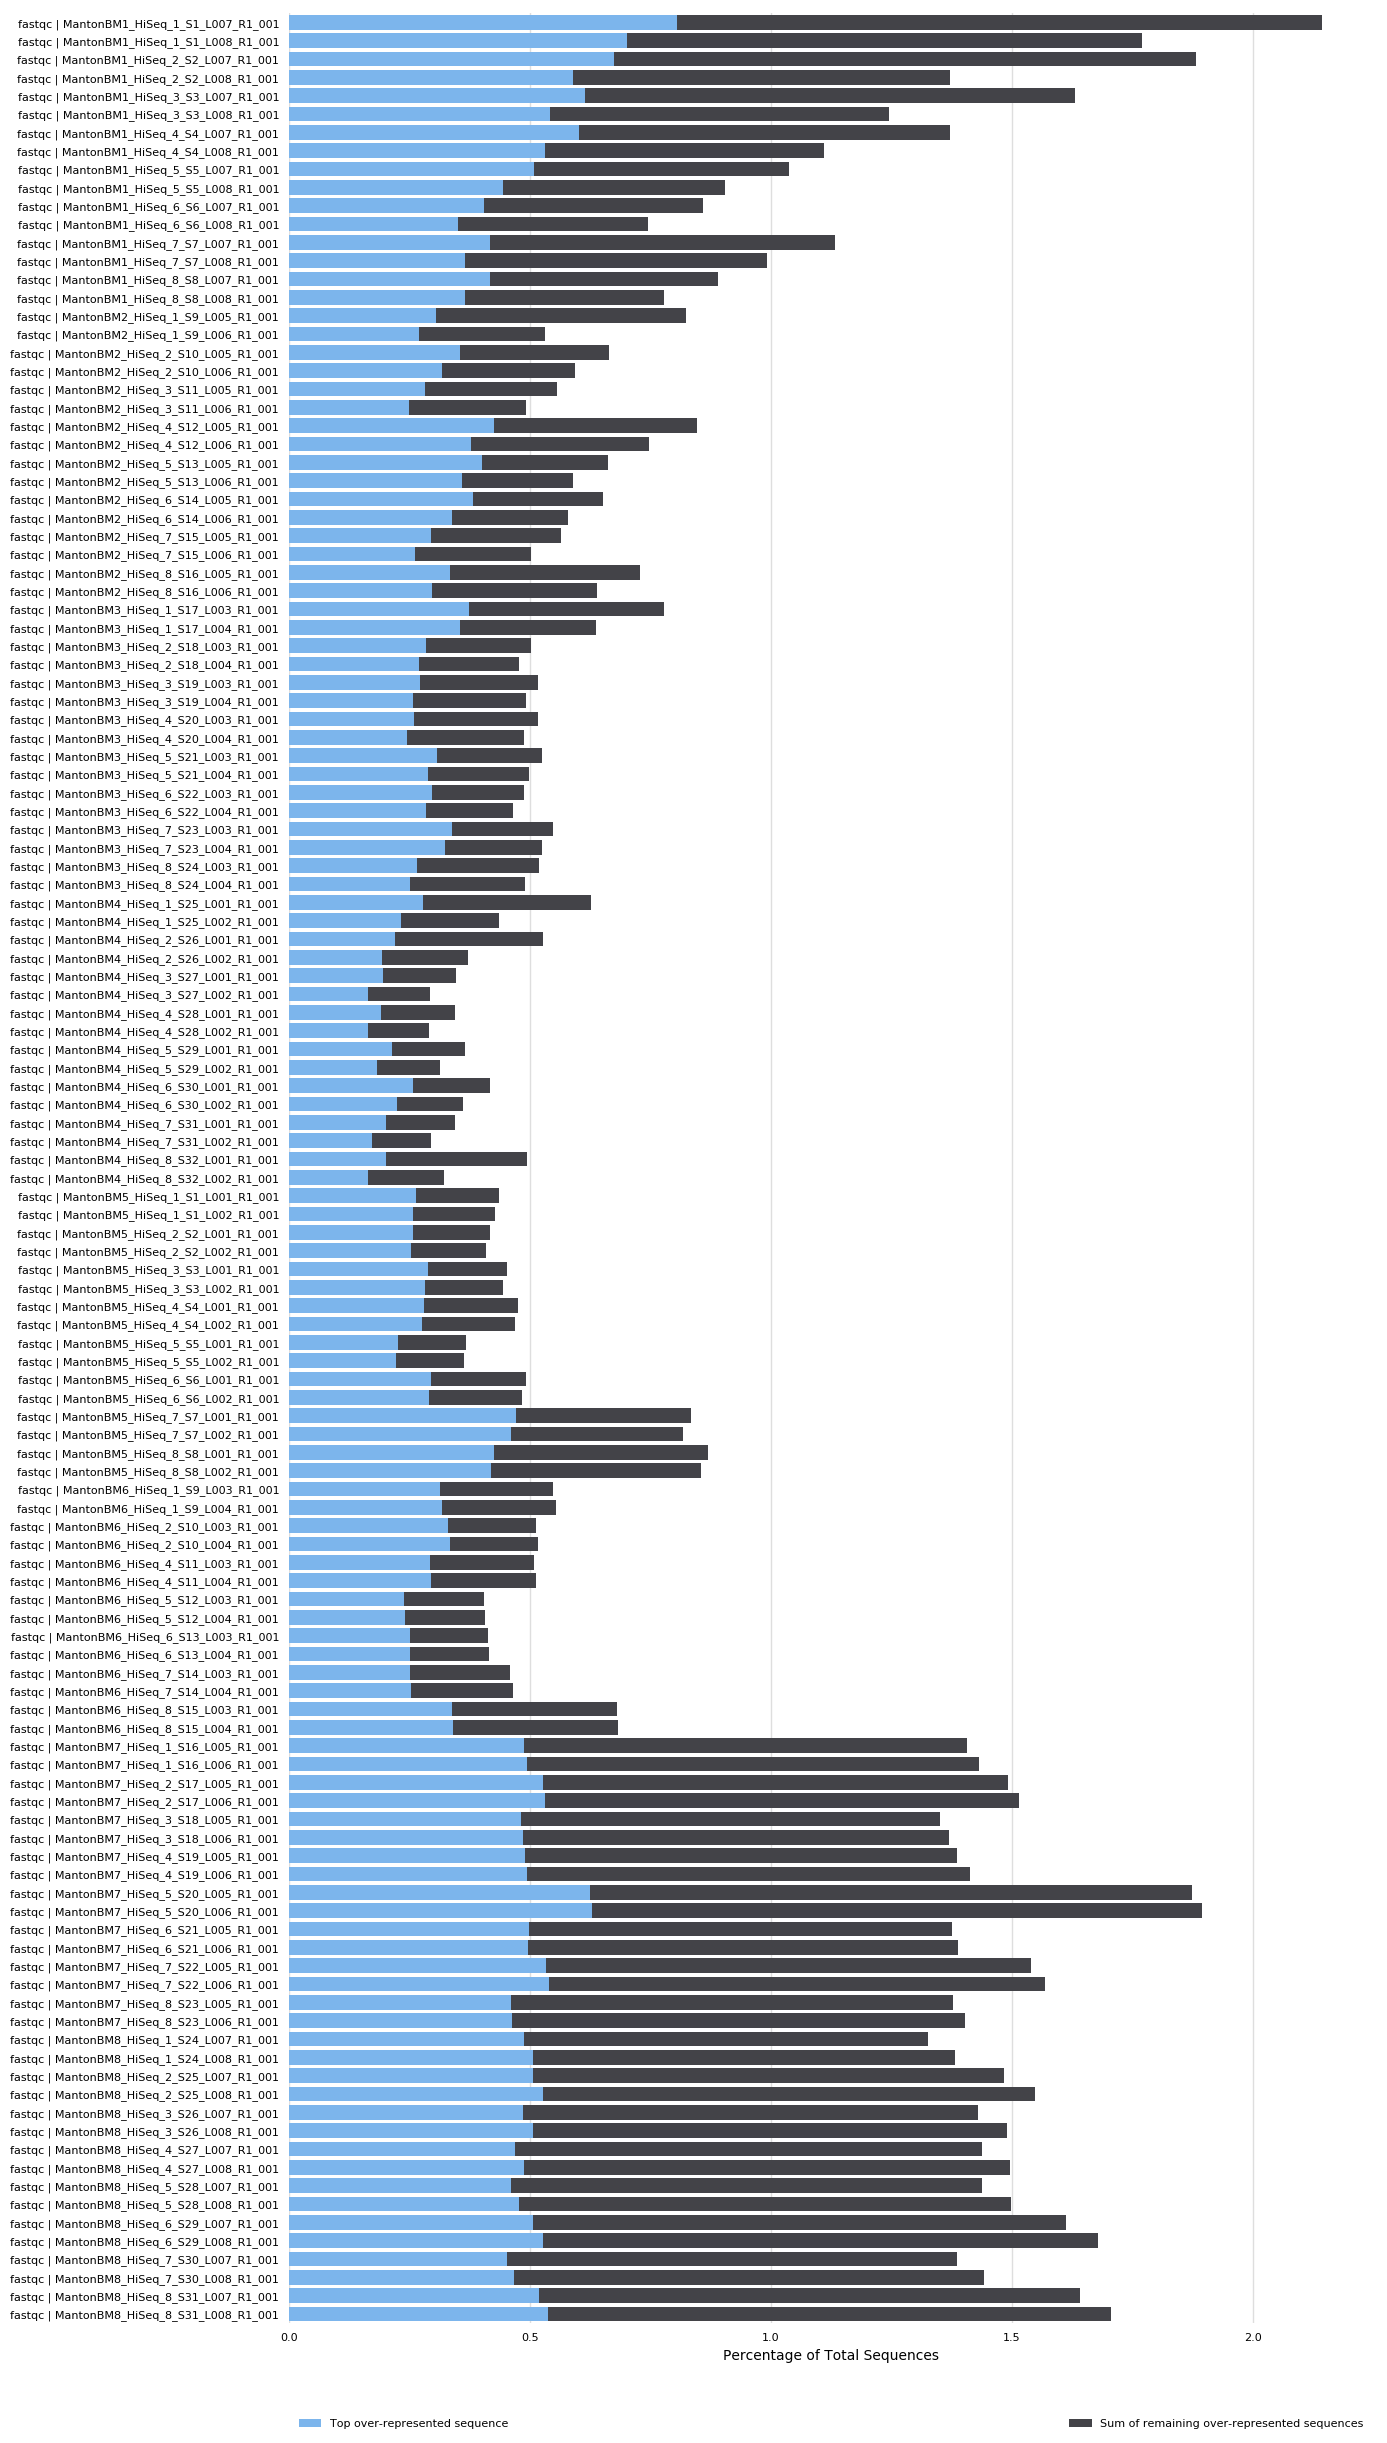 fastqc | MantonBM1_HiSeq_1_S1_L007_R1_001
fastqc | MantonBM1_HiSeq_1_S1_L008_R1_001
fastqc | MantonBM1_HiSeq_2_S2_L007_R1_001
fastqc | MantonBM1_HiSeq_2_S2_L008_R1_001
fastqc | MantonBM1_HiSeq_3_S3_L007_R1_001
fastqc | MantonBM1_HiSeq_3_S3_L008_R1_001
fastqc | MantonBM1_HiSeq_4_S4_L007_R1_001
fastqc | MantonBM1_HiSeq_4_S4_L008_R1_001
fastqc | MantonBM1_HiSeq_5_S5_L007_R1_001
fastqc | MantonBM1_HiSeq_5_S5_L008_R1_001
fastqc | MantonBM1_HiSeq_6_S6_L007_R1_001
fastqc | MantonBM1_HiSeq_6_S6_L008_R1_001
fastqc | MantonBM1_HiSeq_7_S7_L007_R1_001
fastqc | MantonBM1_HiSeq_7_S7_L008_R1_001
fastqc | MantonBM1_HiSeq_8_S8_L007_R1_001
fastqc | MantonBM1_HiSeq_8_S8_L008_R1_001
fastqc | MantonBM2_HiSeq_1_S9_L005_R1_001
fastqc | MantonBM2_HiSeq_1_S9_L006_R1_001
fastqc | MantonBM2_HiSeq_2_S10_L005_R1_001
fastqc | MantonBM2_HiSeq_2_S10_L006_R1_001
fastqc | MantonBM2_HiSeq_3_S11_L005_R1_001
fastqc | MantonBM2_HiSeq_3_S11_L006_R1_001
fastqc | MantonBM2_HiSeq_4_S12_L005_R1_001
fastqc | MantonBM2_HiSeq_4_S12_L006_R1_001
fastqc | MantonBM2_HiSeq_5_S13_L005_R1_001
fastqc | MantonBM2_HiSeq_5_S13_L006_R1_001
fastqc | MantonBM2_HiSeq_6_S14_L005_R1_001
fastqc | MantonBM2_HiSeq_6_S14_L006_R1_001
fastqc | MantonBM2_HiSeq_7_S15_L005_R1_001
fastqc | MantonBM2_HiSeq_7_S15_L006_R1_001
fastqc | MantonBM2_HiSeq_8_S16_L005_R1_001
fastqc | MantonBM2_HiSeq_8_S16_L006_R1_001
fastqc | MantonBM3_HiSeq_1_S17_L003_R1_001
fastqc | MantonBM3_HiSeq_1_S17_L004_R1_001
fastqc | MantonBM3_HiSeq_2_S18_L003_R1_001
fastqc | MantonBM3_HiSeq_2_S18_L004_R1_001
fastqc | MantonBM3_HiSeq_3_S19_L003_R1_001
fastqc | MantonBM3_HiSeq_3_S19_L004_R1_001
fastqc | MantonBM3_HiSeq_4_S20_L003_R1_001
fastqc | MantonBM3_HiSeq_4_S20_L004_R1_001
fastqc | MantonBM3_HiSeq_5_S21_L003_R1_001
fastqc | MantonBM3_HiSeq_5_S21_L004_R1_001
fastqc | MantonBM3_HiSeq_6_S22_L003_R1_001
fastqc | MantonBM3_HiSeq_6_S22_L004_R1_001
fastqc | MantonBM3_HiSeq_7_S23_L003_R1_001
fastqc | MantonBM3_HiSeq_7_S23_L004_R1_001
fastqc | MantonBM3_HiSeq_8_S24_L003_R1_001
fastqc | MantonBM3_HiSeq_8_S24_L004_R1_001
fastqc | MantonBM4_HiSeq_1_S25_L001_R1_001
fastqc | MantonBM4_HiSeq_1_S25_L002_R1_001
fastqc | MantonBM4_HiSeq_2_S26_L001_R1_001
fastqc | MantonBM4_HiSeq_2_S26_L002_R1_001
fastqc | MantonBM4_HiSeq_3_S27_L001_R1_001
fastqc | MantonBM4_HiSeq_3_S27_L002_R1_001
fastqc | MantonBM4_HiSeq_4_S28_L001_R1_001
fastqc | MantonBM4_HiSeq_4_S28_L002_R1_001
fastqc | MantonBM4_HiSeq_5_S29_L001_R1_001
fastqc | MantonBM4_HiSeq_5_S29_L002_R1_001
fastqc | MantonBM4_HiSeq_6_S30_L001_R1_001
fastqc | MantonBM4_HiSeq_6_S30_L002_R1_001
fastqc | MantonBM4_HiSeq_7_S31_L001_R1_001
fastqc | MantonBM4_HiSeq_7_S31_L002_R1_001
fastqc | MantonBM4_HiSeq_8_S32_L001_R1_001
fastqc | MantonBM4_HiSeq_8_S32_L002_R1_001
fastqc | MantonBM5_HiSeq_1_S1_L001_R1_001
fastqc | MantonBM5_HiSeq_1_S1_L002_R1_001
fastqc | MantonBM5_HiSeq_2_S2_L001_R1_001
fastqc | MantonBM5_HiSeq_2_S2_L002_R1_001
fastqc | MantonBM5_HiSeq_3_S3_L001_R1_001
fastqc | MantonBM5_HiSeq_3_S3_L002_R1_001
fastqc | MantonBM5_HiSeq_4_S4_L001_R1_001
fastqc | MantonBM5_HiSeq_4_S4_L002_R1_001
fastqc | MantonBM5_HiSeq_5_S5_L001_R1_001
fastqc | MantonBM5_HiSeq_5_S5_L002_R1_001
fastqc | MantonBM5_HiSeq_6_S6_L001_R1_001
fastqc | MantonBM5_HiSeq_6_S6_L002_R1_001
fastqc | MantonBM5_HiSeq_7_S7_L001_R1_001
fastqc | MantonBM5_HiSeq_7_S7_L002_R1_001
fastqc | MantonBM5_HiSeq_8_S8_L001_R1_001
fastqc | MantonBM5_HiSeq_8_S8_L002_R1_001
fastqc | MantonBM6_HiSeq_1_S9_L003_R1_001
fastqc | MantonBM6_HiSeq_1_S9_L004_R1_001
fastqc | MantonBM6_HiSeq_2_S10_L003_R1_001
fastqc | MantonBM6_HiSeq_2_S10_L004_R1_001
fastqc | MantonBM6_HiSeq_4_S11_L003_R1_001
fastqc | MantonBM6_HiSeq_4_S11_L004_R1_001
fastqc | MantonBM6_HiSeq_5_S12_L003_R1_001
fastqc | MantonBM6_HiSeq_5_S12_L004_R1_001
fastqc | MantonBM6_HiSeq_6_S13_L003_R1_001
fastqc | MantonBM6_HiSeq_6_S13_L004_R1_001
fastqc | MantonBM6_HiSeq_7_S14_L003_R1_001
fastqc | MantonBM6_HiSeq_7_S14_L004_R1_001
fastqc | MantonBM6_HiSeq_8_S15_L003_R1_001
fastqc | MantonBM6_HiSeq_8_S15_L004_R1_001
fastqc | MantonBM7_HiSeq_1_S16_L005_R1_001
fastqc | MantonBM7_HiSeq_1_S16_L006_R1_001
fastqc | MantonBM7_HiSeq_2_S17_L005_R1_001
fastqc | MantonBM7_HiSeq_2_S17_L006_R1_001
fastqc | MantonBM7_HiSeq_3_S18_L005_R1_001
fastqc | MantonBM7_HiSeq_3_S18_L006_R1_001
fastqc | MantonBM7_HiSeq_4_S19_L005_R1_001
fastqc | MantonBM7_HiSeq_4_S19_L006_R1_001
fastqc | MantonBM7_HiSeq_5_S20_L005_R1_001
fastqc | MantonBM7_HiSeq_5_S20_L006_R1_001
fastqc | MantonBM7_HiSeq_6_S21_L005_R1_001
fastqc | MantonBM7_HiSeq_6_S21_L006_R1_001
fastqc | MantonBM7_HiSeq_7_S22_L005_R1_001
fastqc | MantonBM7_HiSeq_7_S22_L006_R1_001
fastqc | MantonBM7_HiSeq_8_S23_L005_R1_001
fastqc | MantonBM7_HiSeq_8_S23_L006_R1_001
fastqc | MantonBM8_HiSeq_1_S24_L007_R1_001
fastqc | MantonBM8_HiSeq_1_S24_L008_R1_001
fastqc | MantonBM8_HiSeq_2_S25_L007_R1_001
fastqc | MantonBM8_HiSeq_2_S25_L008_R1_001
fastqc | MantonBM8_HiSeq_3_S26_L007_R1_001
fastqc | MantonBM8_HiSeq_3_S26_L008_R1_001
fastqc | MantonBM8_HiSeq_4_S27_L007_R1_001
fastqc | MantonBM8_HiSeq_4_S27_L008_R1_001
fastqc | MantonBM8_HiSeq_5_S28_L007_R1_001
fastqc | MantonBM8_HiSeq_5_S28_L008_R1_001
fastqc | MantonBM8_HiSeq_6_S29_L007_R1_001
fastqc | MantonBM8_HiSeq_6_S29_L008_R1_001
fastqc | MantonBM8_HiSeq_7_S30_L007_R1_001
fastqc | MantonBM8_HiSeq_7_S30_L008_R1_001
fastqc | MantonBM8_HiSeq_8_S31_L007_R1_001
fastqc | MantonBM8_HiSeq_8_S31_L008_R1_001
0.0 0.5 1.0 1.5 2.0
Percentage of Total Sequences
Top over-represented sequence Sum of remaining over-represented sequences